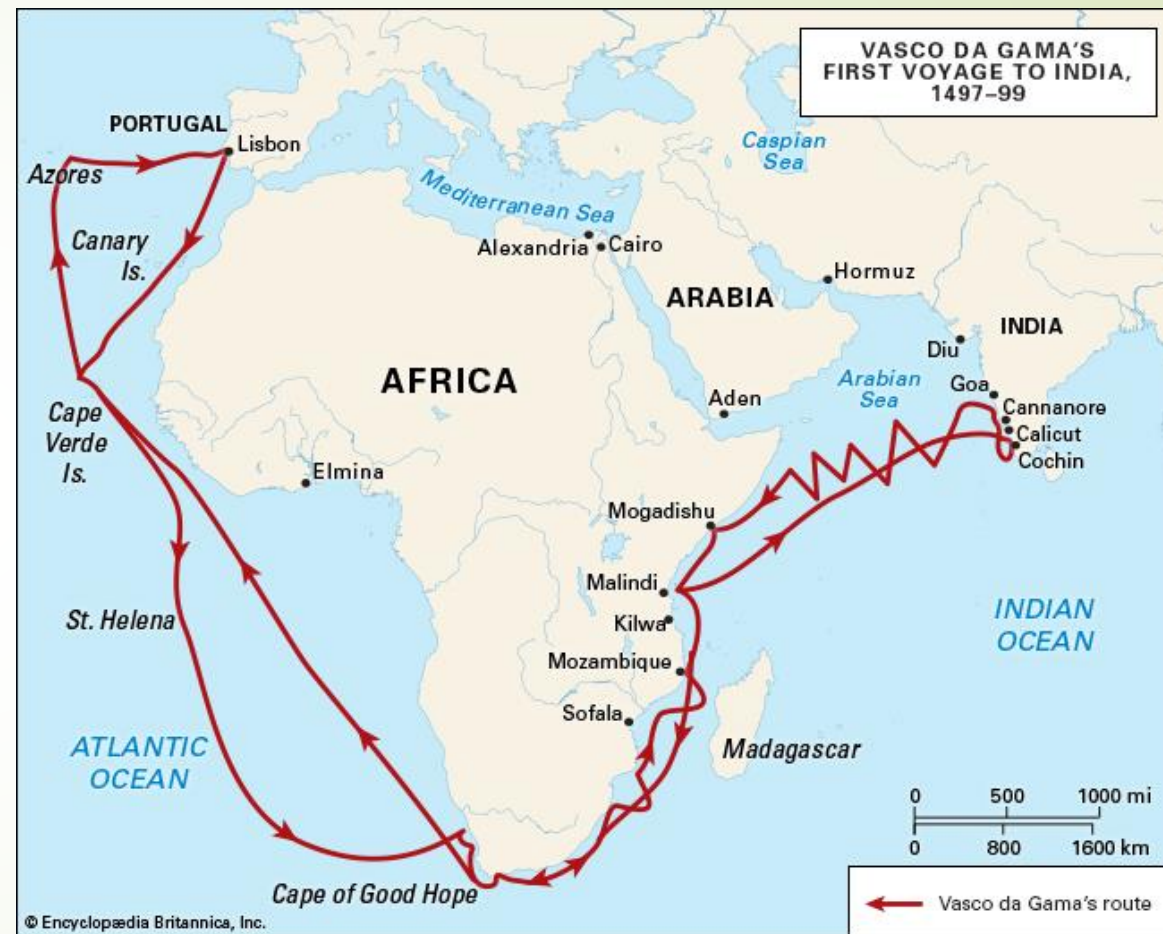 VASCO DA GAMA'S
FIRST VOYAGE TO INDIA,
1497–99
PORTUGAL
Lisbon
Azores
Canary
Is.
Cape
Verde
Is.
Caspian
Sea
Mediterranean Sea
Alexandria
Cairo
Hormuz
ARABIA
INDIA
Diu
AFRICA
Arabian
Sea
Goa
Aden
Cannanore
Calicut
Cochin
Elmina
Mogadishu
Malindi
INDIAN
OCEAN
St. Helena
Kilwa
Mozambique
Sofala
ATLANTIC
OCEAN
Madagascar
0 500 1000 mi
0 800 1600 km
Cape of Good Hope
Vasco da Gama's route
© Encyclopædia Britannica, Inc.